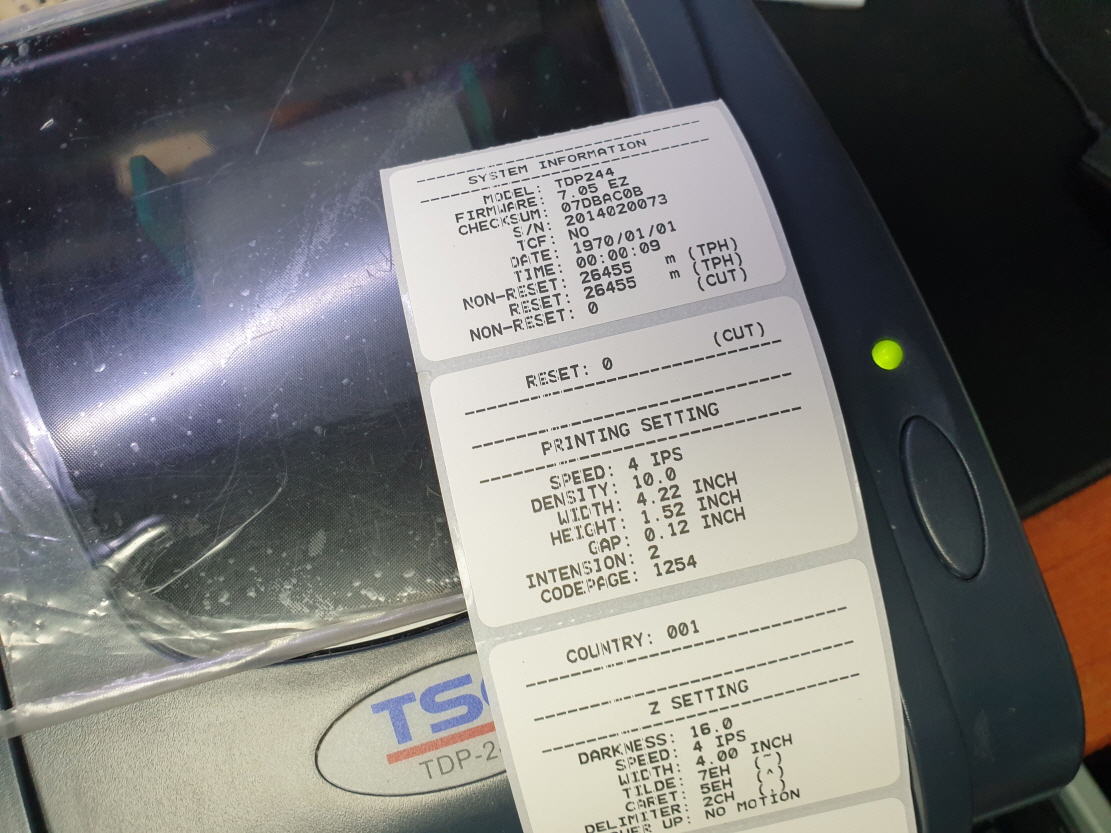 SYSTEM INFORMATION
MODEL: TDP244
FIRMWARE: 7.05 EZ
CHECKSUM: 07DBAC0B
S/N: 2014020073
TCF: NO
DATE: 1970/01/01
TIME: 00:00:09
NON-RESET: 26455 m (TPH)
RESET: 26455 m (TPH)
NON-RESET: 0 (CUT)
RESET: 0 (CUT)
PRINTING SETTING
SPEED: 4 IPS
DENSITY: 10.0
WIDTH: 4.22 INCH
HEIGHT: 1.52 INCH
GAP: 0.12 INCH
INTENSION: 2
CODEPAGE: 1254
COUNTRY: 001
Z SETTING
DARKNESS: 16.0
SPEED: 4 IPS
WIDTH: 4.00 INCH
TILDE: 7EH (~)
CARET: 5EH (^)
DELIMITER: 2CH (,)
UP: NO MOTION
TSC
TDP-2